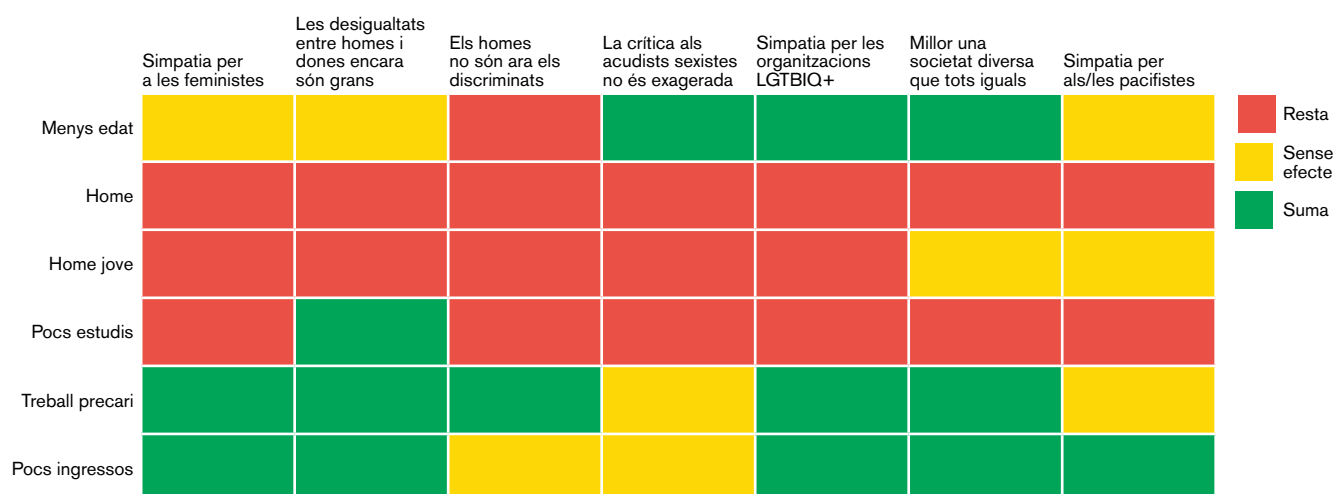 Simpatia per
a les feministes
Les desigualtats
entre homes i
dones encara
són grans
Els homes
no són ara els
discriminats
La crítica als
acudists sexistes
no és exagerada
Simpatia per les
organitzacions
LGTBIQ+
Millor una
societat diversa
que tots iguals
Simpatia per
als/les pacifistes
Menys edat
Home
Home jove
Pocs estudis
Treball precari
Pocs ingressos
Resta
Sense
efecte
Suma